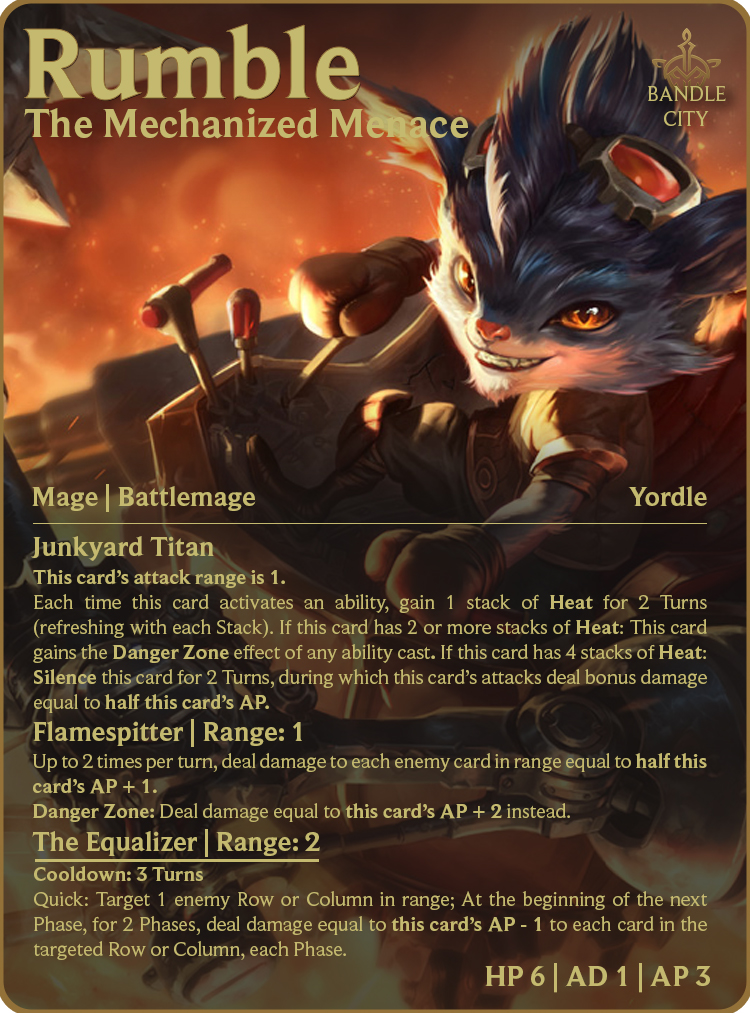 Rumble
The Mechanized Menace
BANDLE
CITY
Mage | Battlemage
Yordle
Junkyard Titan
This card's attack range is 1.
Each time this card activates an ability, gain 1 stack of Heat for 2 Turns
(refreshing with each Stack). If this card has 2 or more stacks of Heat: This card
gains the Danger Zone effect of any ability cast. If this card has 4 stacks of Heat:
Silence this card for 2 Turns, during which this card's attacks deal bonus damage
equal to half this card's AP.
Flamespitter | Range: 1
Up to 2 times per turn, deal damage to each enemy card in range equal to half this
card's AP + 1.
Danger Zone: Deal damage equal to this card's AP + 2 instead.
The Equalizer | Range: 2
Cooldown: 3 Turns
Quick: Target 1 enemy Row or Column in range; At the beginning of the next
Phase, for 2 Phases, deal damage equal to this card's AP - 1 to each card in the
targeted Row or Column, each Phase.
HP 6 | AD 1 | AP 3